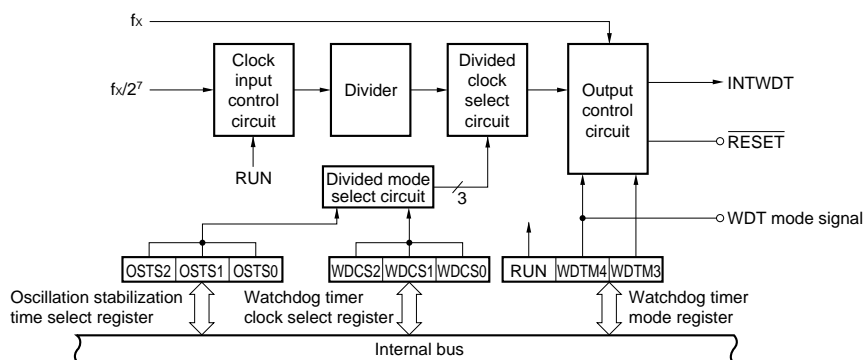 fX
fX/2⁷
Clock
input
control
circuit
Divider
Divided
clock
select
circuit
Output
control
circuit
INTWDT
RESET
RUN
Divided mode
select circuit
3
WDT mode signal
OSTS2 OSTS1 OSTS0
WDCS2 WDCS1 WDCS0
RUN WDTM4 WDTM3
Oscillation stabilization
time select register
Watchdog timer
clock select register
Watchdog timer
mode register
Internal bus